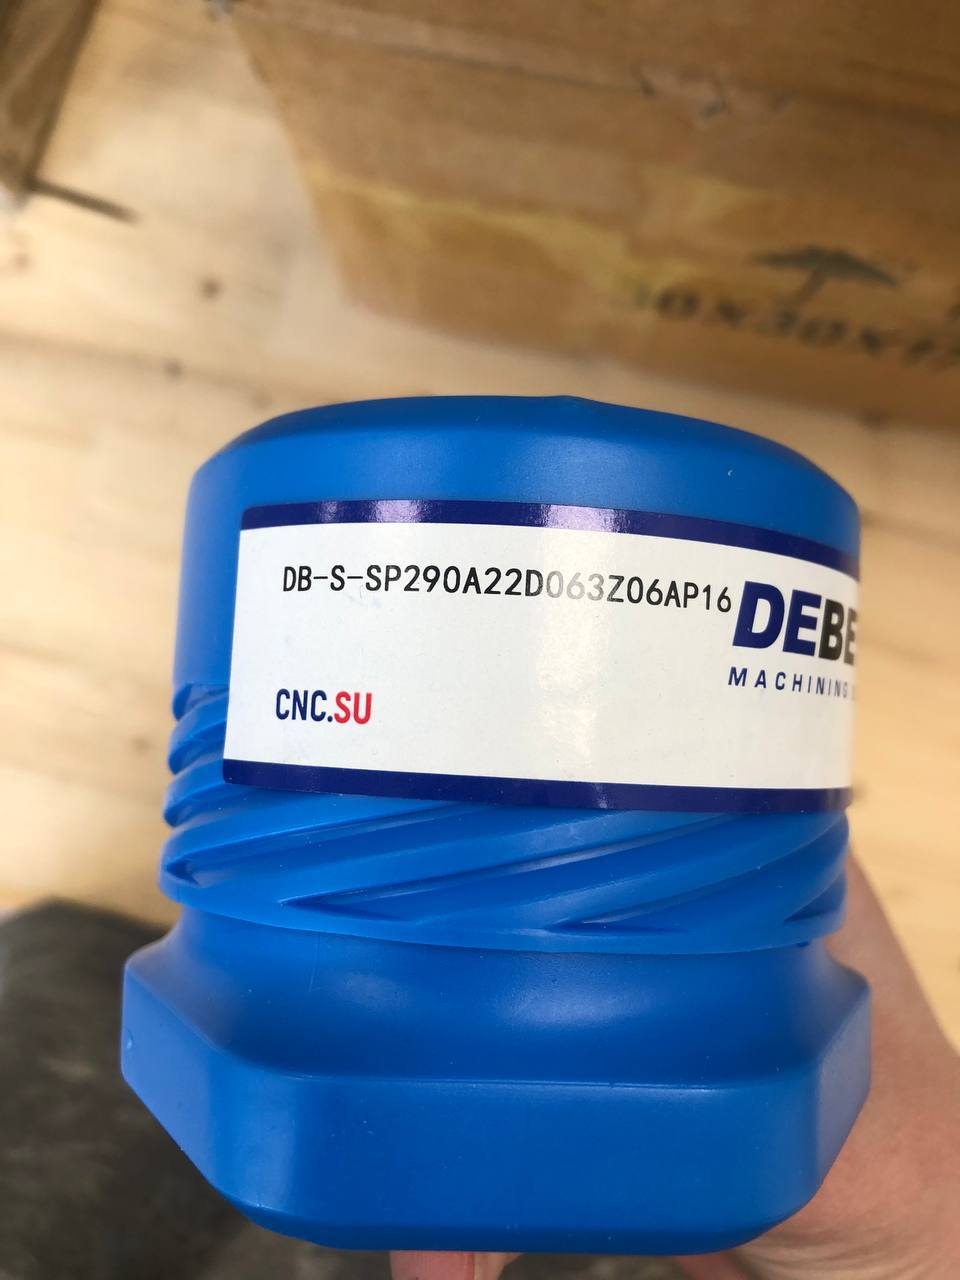 DB-S-SP290A22D063Z06AP16
DEBE
MACHINING
CNC.SU